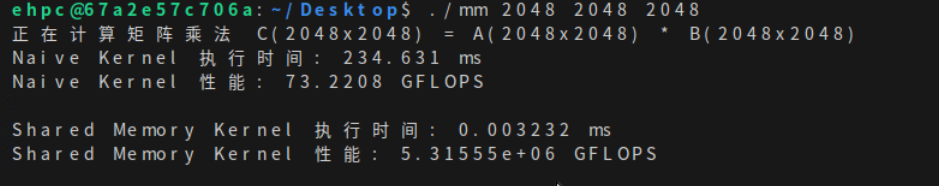 ehpc@67a2e57c706a:~/Desktop$ ./mm 2048 2048 2048
正在计算矩阵乘法 C(2048x2048) = A(2048x2048) * B(2048x2048)
Naive Kernel 执行时间: 234.631 ms
Naive Kernel 性能: 73.2208 GFLOPS
Shared Memory Kernel 执行时间: 0.003232 ms
Shared Memory Kernel 性能: 5.31555e+06 GFLOPS